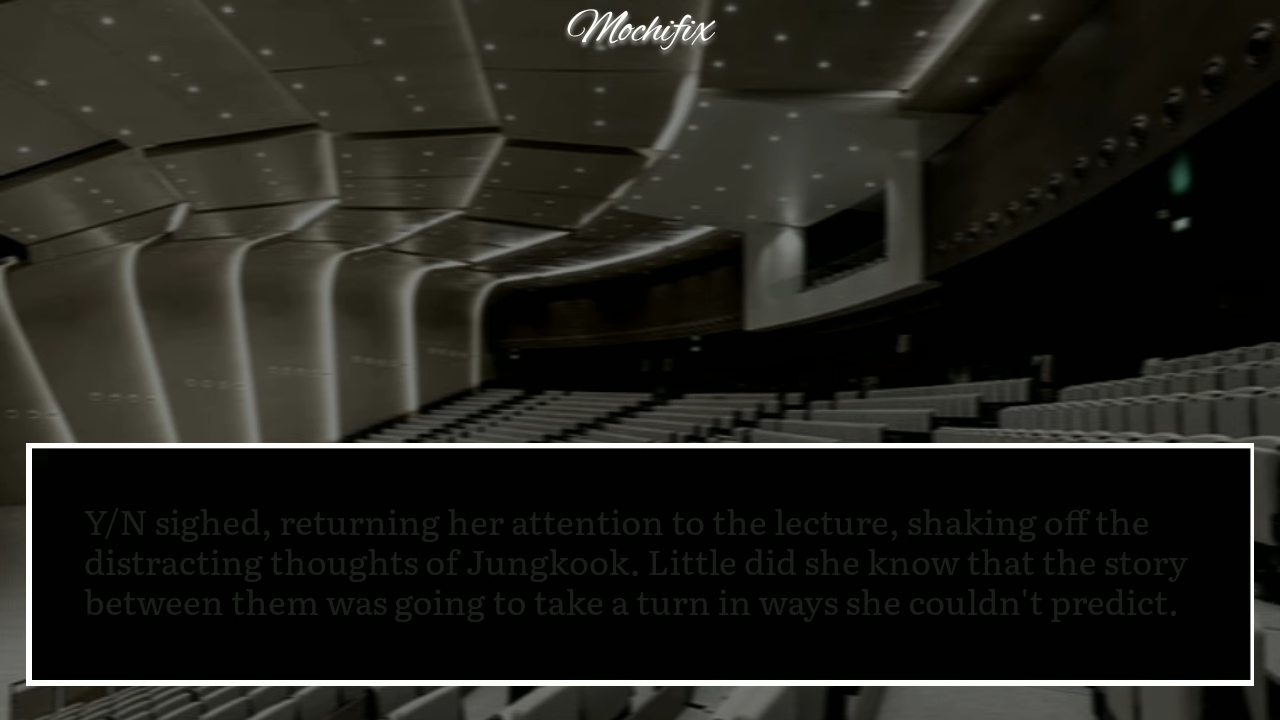 Mochifix
Y/N sighed, returning her attention to the lecture, shaking off the
distracting thoughts of Jungkook. Little did she know that the story
between them was going to take a turn in ways she couldn't predict.